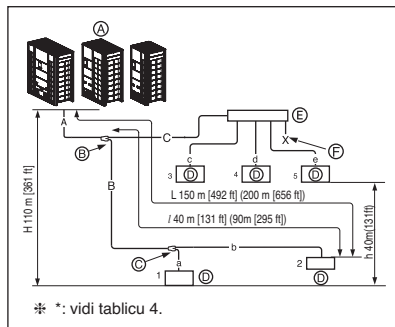 Ⓐ
A
Ⓔ
C
X
Ⓕ
Ⓑ
c
d
e
3 Ⓓ
4 Ⓓ
5 Ⓓ
H 110 m [361 ft]
B
L 150 m [492 ft] (200 m [656 ft])
l 40 m [131 ft] (90m [295 ft])
h 40m(131ft)
b
Ⓒ
a
1
Ⓓ
2
Ⓓ
⁜ *: vidi tablicu 4.